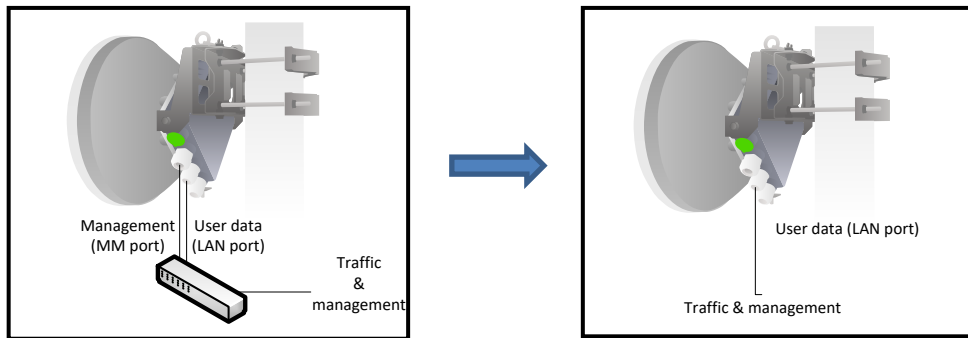 Management
(MM port)
User data
(LAN port)
Traffic
&
management
User data (LAN port)
Traffic & management